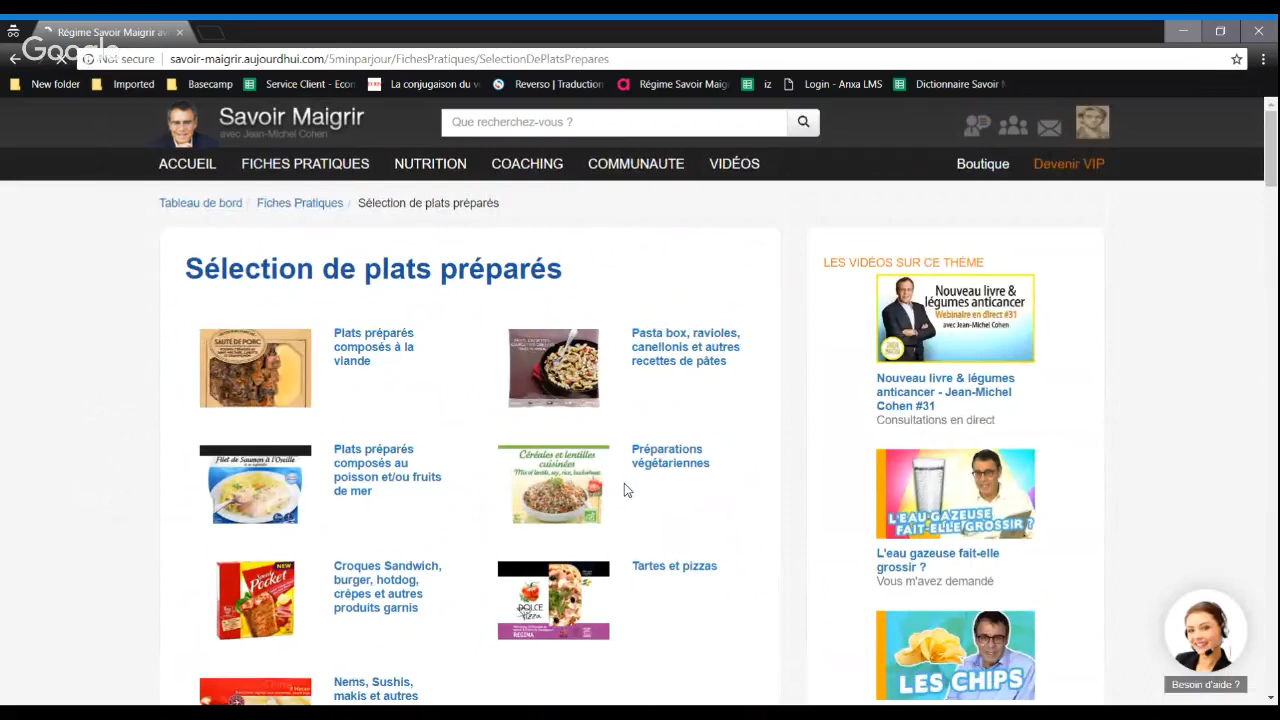 Régime Savoir Maigrir av
Google
Not secure
savoir-maigrir.aujourdhui.com/5minparjour/FichesPratiques/SelectionDePlatsPrepares
New folder
Imported
Basecamp
Service Client - Econ
La conjugaison du v
Reverso | Traduction
Régime Savoir Maig
iz
Login - Anxa LMS
Dictionnaire Savoir
Savoir Maigrir
avec Jean-Michel Cohen
Que recherchez-vous ?
ACCUEIL FICHES PRATIQUES NUTRITION COACHING COMMUNAUTE VIDÉOS Boutique Devenir VIP
Tableau de bord / Fiches Pratiques / Sélection de plats préparés
Sélection de plats préparés
SAUTÉ DE PORC
Plats préparés
composés à la
viande
Pasta box, ravioles,
canellonis et autres
recettes de pâtes
Filet de Saumon à l'Oseille
Plats préparés
composés au
poisson et/ou fruits
de mer
Céréales et lentilles
cuisinées
Préparations
végétariennes
NEW
Pocket
Croques Sandwich,
burger, hotdog,
crêpes et autres
produits garnis
DOLCE
Pizza
REGINA
Tartes et pizzas
Nems, Sushis,
makis et autres
LES VIDÉOS SUR CE THÈME
Nouveau livre &
légumes anticancer
Webinaire en direct #31
avec Jean-Michel Cohen
Nouveau livre & légumes
anticancer - Jean-Michel
Cohen #31
Consultations en direct
L'EAU GAZEUSE
FAIT-ELLE GROSSIR ?
L'eau gazeuse fait-elle
grossir ?
Vous m'avez demandé
LES CHIPS
Besoin d'aide ?